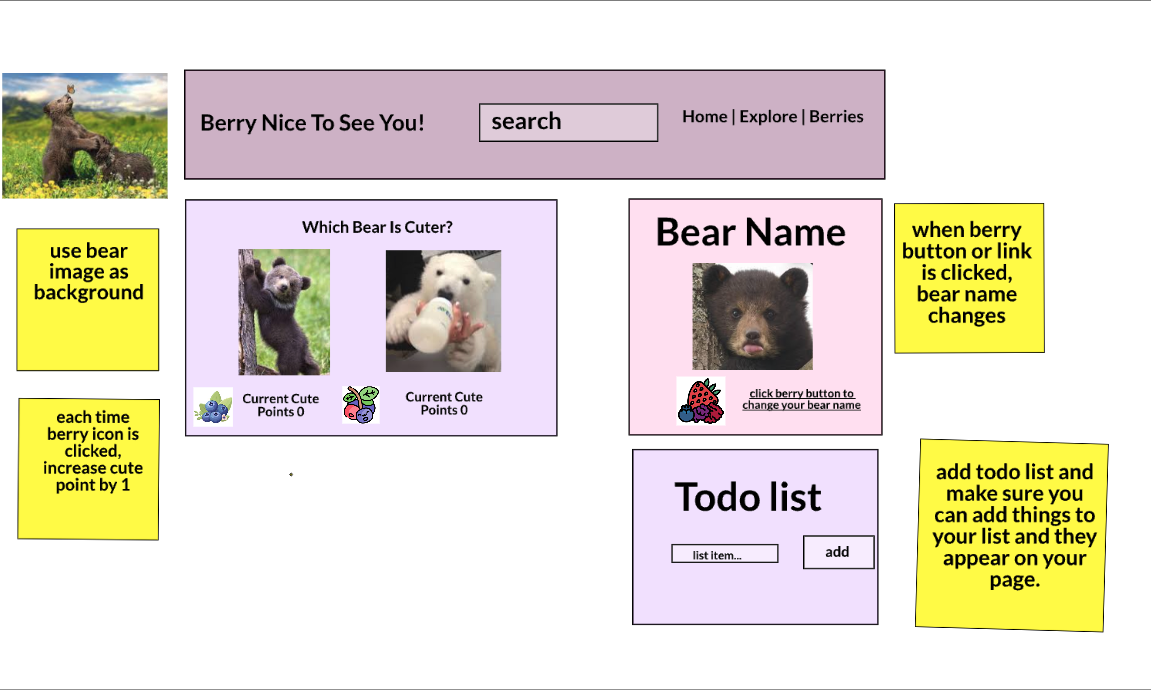 Berry Nice To See You!
search
Home | Explore | Berries
use bear
image as
background
each time
berry icon is
clicked,
increase cute
point by 1
Which Bear Is Cuter?
Current Cute
Points 0
Current Cute
Points 0
Bear Name
click berry button to
change your bear name
when berry
button or link
is clicked,
bear name
changes
Todo list
list item...
add
add todo list and
make sure you
can add things to
your list and they
appear on your
page.